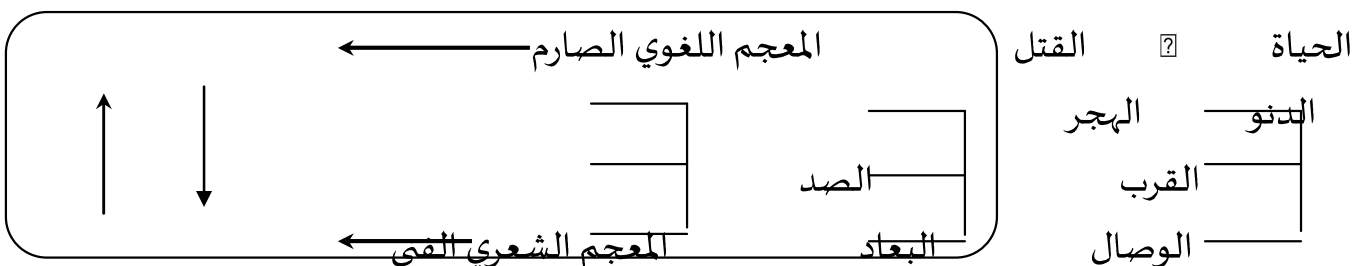 الحياة القتل المعجم اللغوي الصارم
الدنو الهجر
القرب الصد
الوصال البعاد المعجم الشعري الفني